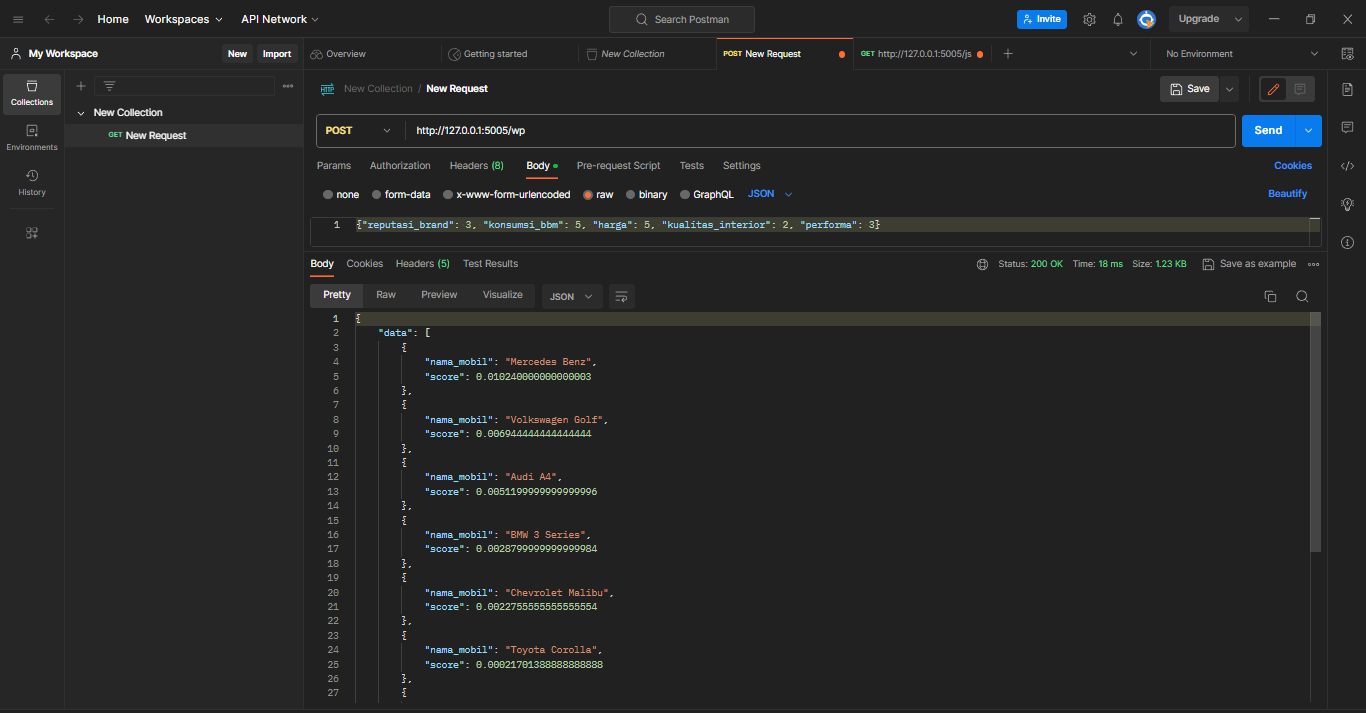 Home Workspaces API Network Search Postman Invite Upgrade
My Workspace New Import Overview Getting started New Collection POST New Request GET http://127.0.0.1:5005/js No Environment
Collections
Environments
History
New Collection
GET New Request
HTTP New Collection / New Request Save
POST http://127.0.0.1:5005/wp Send
Params Authorization Headers (8) Body Pre-request Script Tests Settings Cookies
none form-data x-www-form-urlencoded raw binary GraphQL JSON Beautify
1 {"reputasi_brand": 3, "konsumsi_bbm": 5, "harga": 5, "kualitas_interior": 2, "performa": 3}
Body Cookies Headers (5) Test Results Status: 200 OK Time: 18 ms Size: 1.23 KB Save as example
Pretty Raw Preview Visualize JSON
1 {
2 "data": [
3 {
4 "nama_mobil": "Mercedes Benz",
5 "score": 0.010240000000000003
6 },
7 {
8 "nama_mobil": "Volkswagen Golf",
9 "score": 0.006944444444444444
10 },
11 {
12 "nama_mobil": "Audi A4",
13 "score": 0.0051199999999999996
14 },
15 {
16 "nama_mobil": "BMW 3 Series",
17 "score": 0.0028799999999999984
18 },
19 {
20 "nama_mobil": "Chevrolet Malibu",
21 "score": 0.0022755555555555554
22 },
23 {
24 "nama_mobil": "Toyota Corolla",
25 "score": 0.00021701388888888888
26 },
27 {